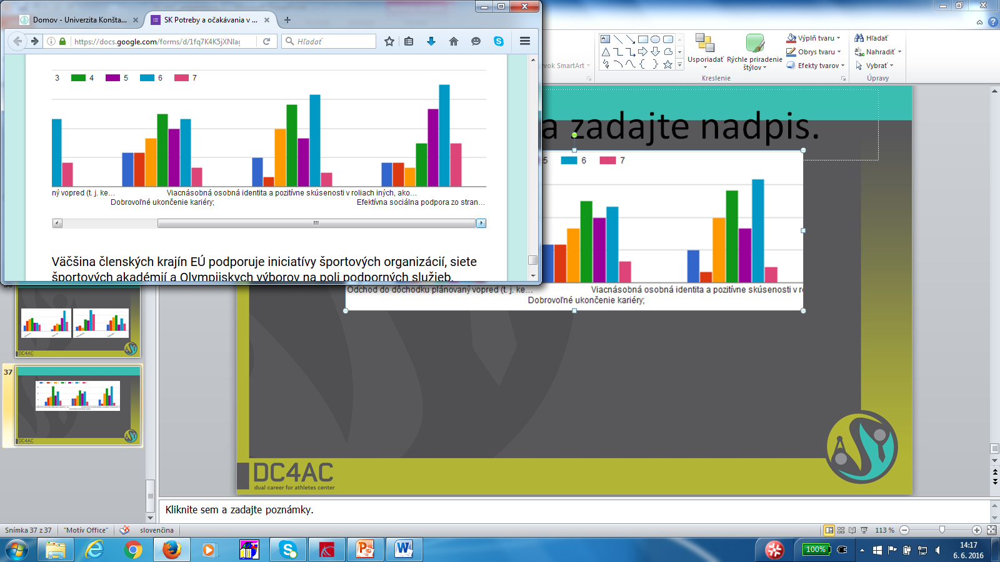 Domov - Univerzita Konšta...
SK Potreby a očakávania v ...
https://docs.google.com/forms/d/1fq7K4K5jXNIa
Hľadať
3 4 5 6 7
ný vopred (t. j. ke...
Viacnásobná osobná identita a pozitívne skúsenosti v roliach iných, ako...
Dobrovoľné ukončenie kariéry;
Efektívna sociálna podpora zo stran...
Väčšina členských krajín EÚ podporuje iniciatívy športových organizácií, siete
športových akadémií a Olympijskych výborov na poli podporných služieb.
rvok SmartArt
Usporiadať
Rýchle priradenie
štýlov
Výplň tvaru
Obrys tvaru
Efekty tvarov
Kreslenie
Hľadať
Nahradiť
Vybrať
Úpravy
a zadajte nadpis.
5 6 7
Odchod do dôchodku plánovaný vopred (t. j. ke...
Viacnásobná osobná identita a pozitívne skúsenosti v r
Dobrovoľné ukončenie kariéry;
DC4AC
dual career for athletes center
DC4AC
37
DC4AC
Kliknite sem a zadajte poznámky.
Snímka 37 z 37
"Motív Office"
slovenčina
113 %
100%
14:17
6. 6. 2016